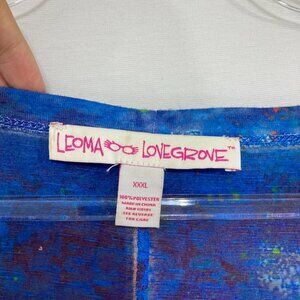 LEOMA LOVEGROVE™
XXXL
100% POLYESTER
MADE IN CHINA
SEE REVERSE
FOR CARE